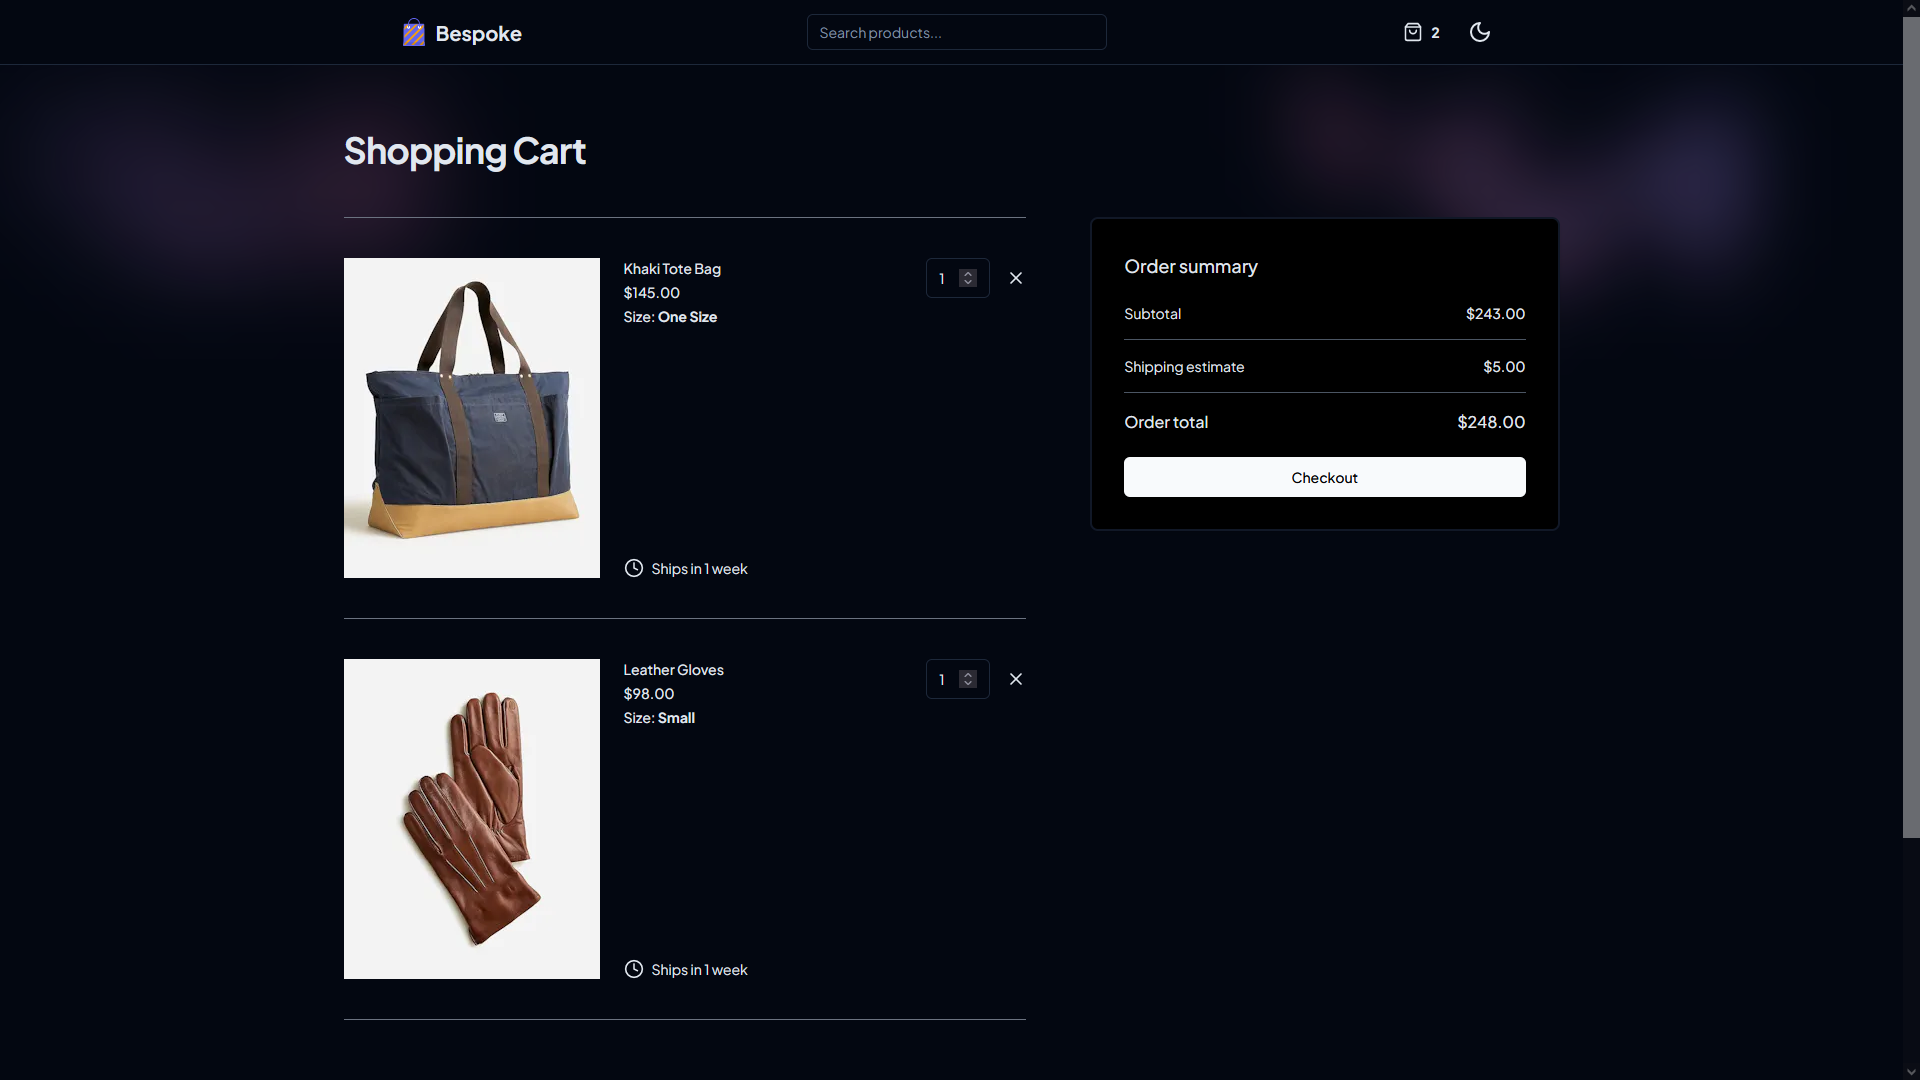 Bespoke
Search products...
2
Shopping Cart
Khaki Tote Bag
$145.00
Size: One SIze
1
Ships in 1 week
Leather Gloves
$98.00
Size: Small
1
Ships in 1 week
Order summary
Subtotal $243.00
Shipping estimate $5.00
Order total $248.00
Checkout